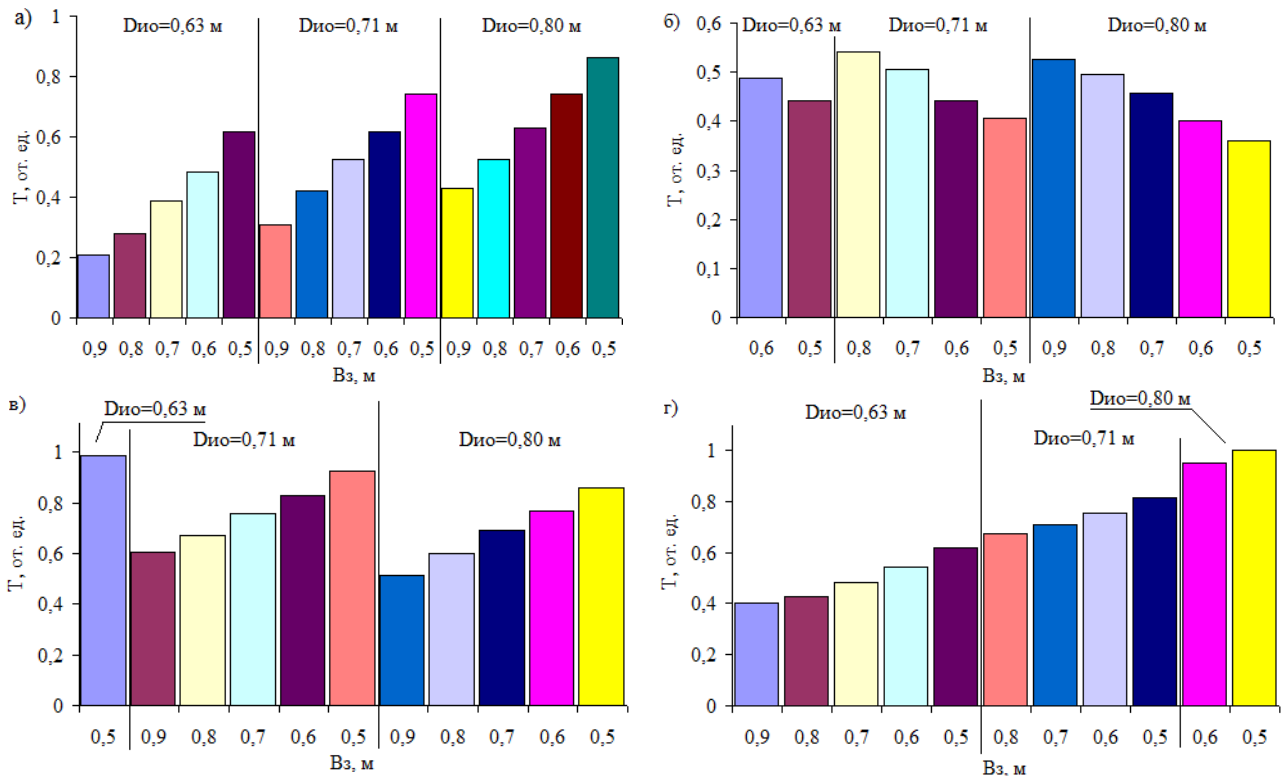 а)
Dио=0,63 м Dио=0,71 м Dио=0,80 м
Т, от. ед.
1
0,8
0,6
0,4
0,2
0
0,9 0,8 0,7 0,6 0,5 0,9 0,8 0,7 0,6 0,5 0,9 0,8 0,7 0,6 0,5
Вз, м
б)
Dио=0,63 м Dио=0,71 м Dио=0,80 м
Т, от. ед.
0,6
0,5
0,4
0,3
0,2
0,1
0
0,6 0,5 0,8 0,7 0,6 0,5 0,9 0,8 0,7 0,6 0,5
Вз, м
в)
Dио=0,63 м
Dио=0,71 м Dио=0,80 м
Т, от. ед.
1
0,8
0,6
0,4
0,2
0
0,5 0,9 0,8 0,7 0,6 0,5 0,9 0,8 0,7 0,6 0,5
Вз, м
г)
Dио=0,80 м
Dио=0,63 м
Dио=0,71 м
Т, от. ед.
1
0,8
0,6
0,4
0,2
0
0,9 0,8 0,7 0,6 0,5 0,8 0,7 0,6 0,5 0,6 0,5
Вз, м